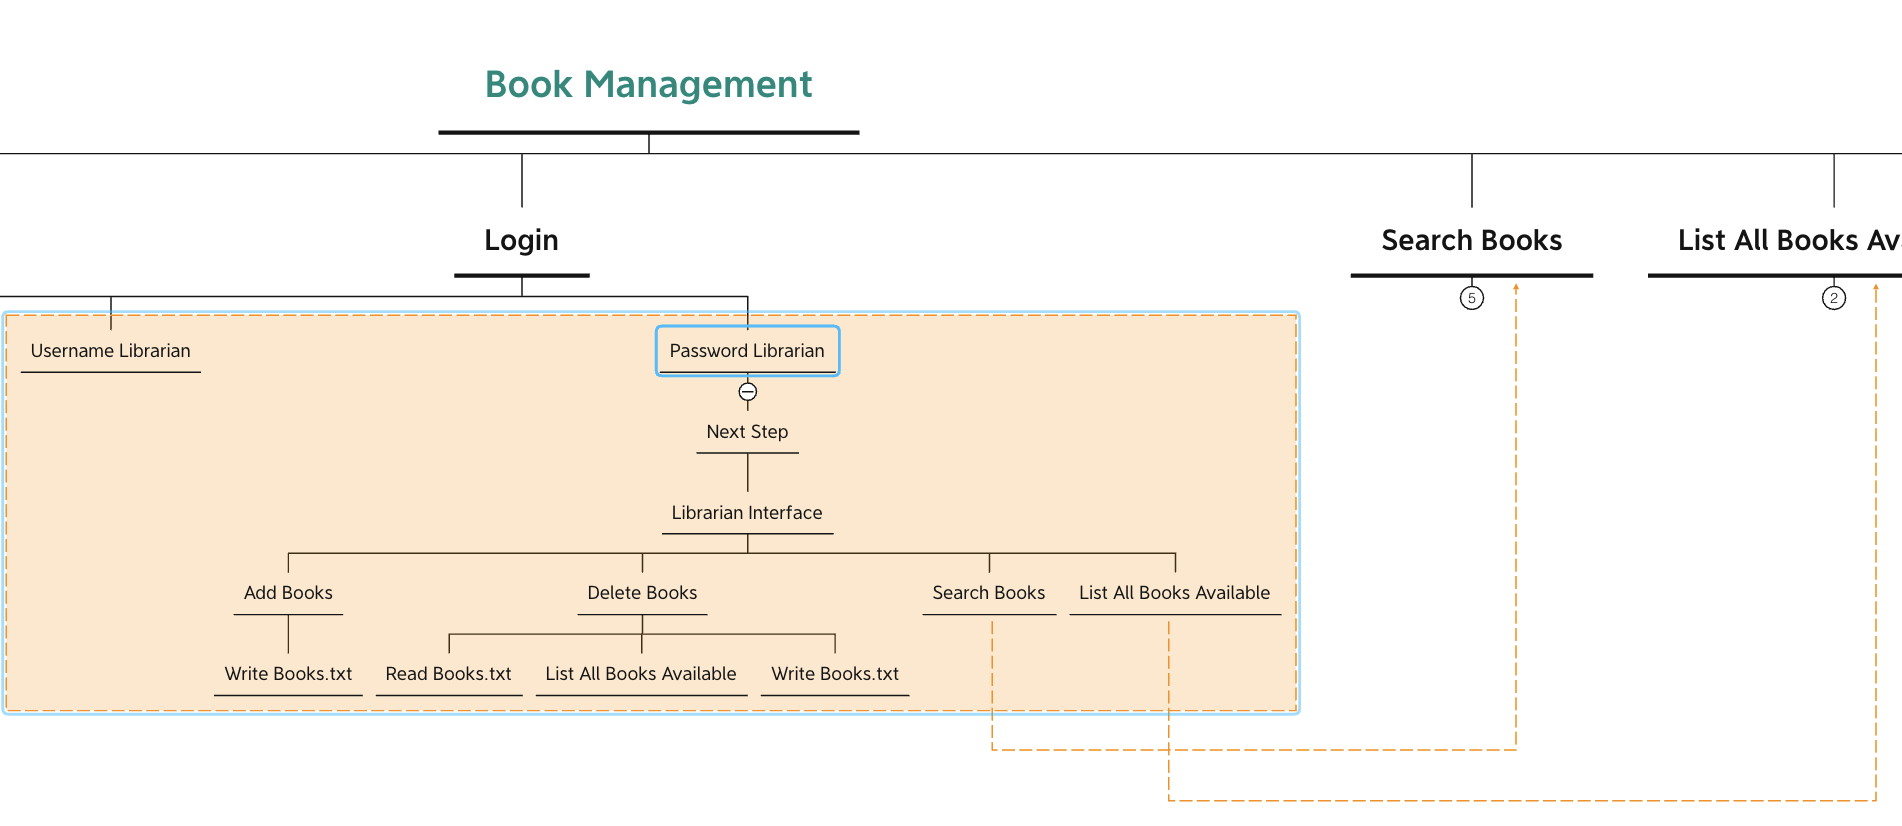 Book Management
Login
Search Books
List All Books Av
5
2
Username Librarian
Password Librarian
Next Step
Librarian Interface
Add Books
Delete Books
Search Books
List All Books Available
Write Books.txt
Read Books.txt
List All Books Available
Write Books.txt